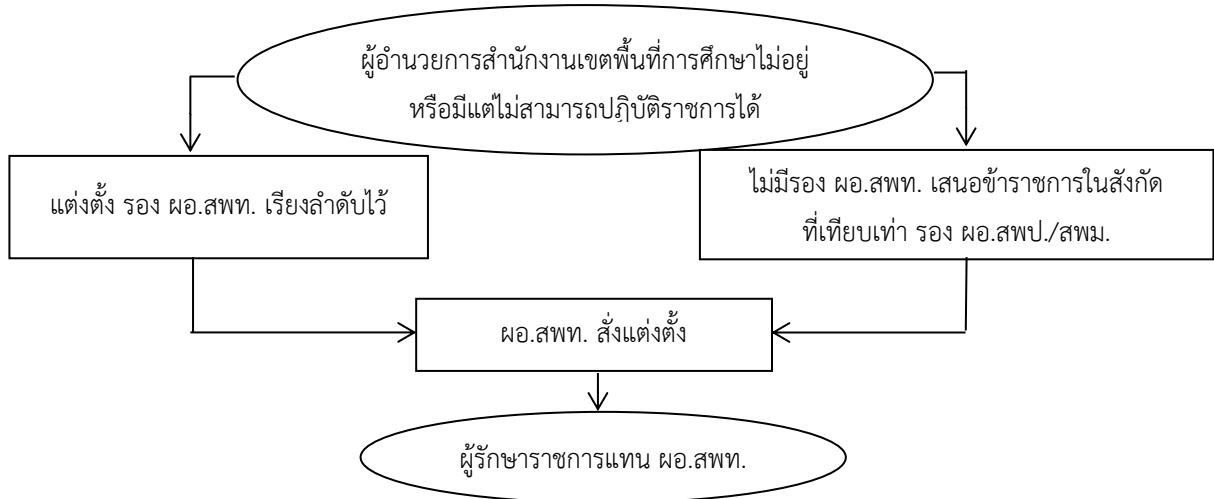 ผู้อำนวยการสำนักงานเขตพื้นที่การศึกษาไม่อยู่
หรือมีแต่ไม่สามารถปฏิบัติราชการได้
แต่งตั้ง รอง ผอ.สพท. เรียงลำดับไว้
ไม่มีรอง ผอ.สพท. เสนอข้าราชการในสังกัด
ที่เทียบเท่า รอง ผอ.สพป./สพม.
ผอ.สพท. สั่งแต่งตั้ง
ผู้รักษาราชการแทน ผอ.สพท.